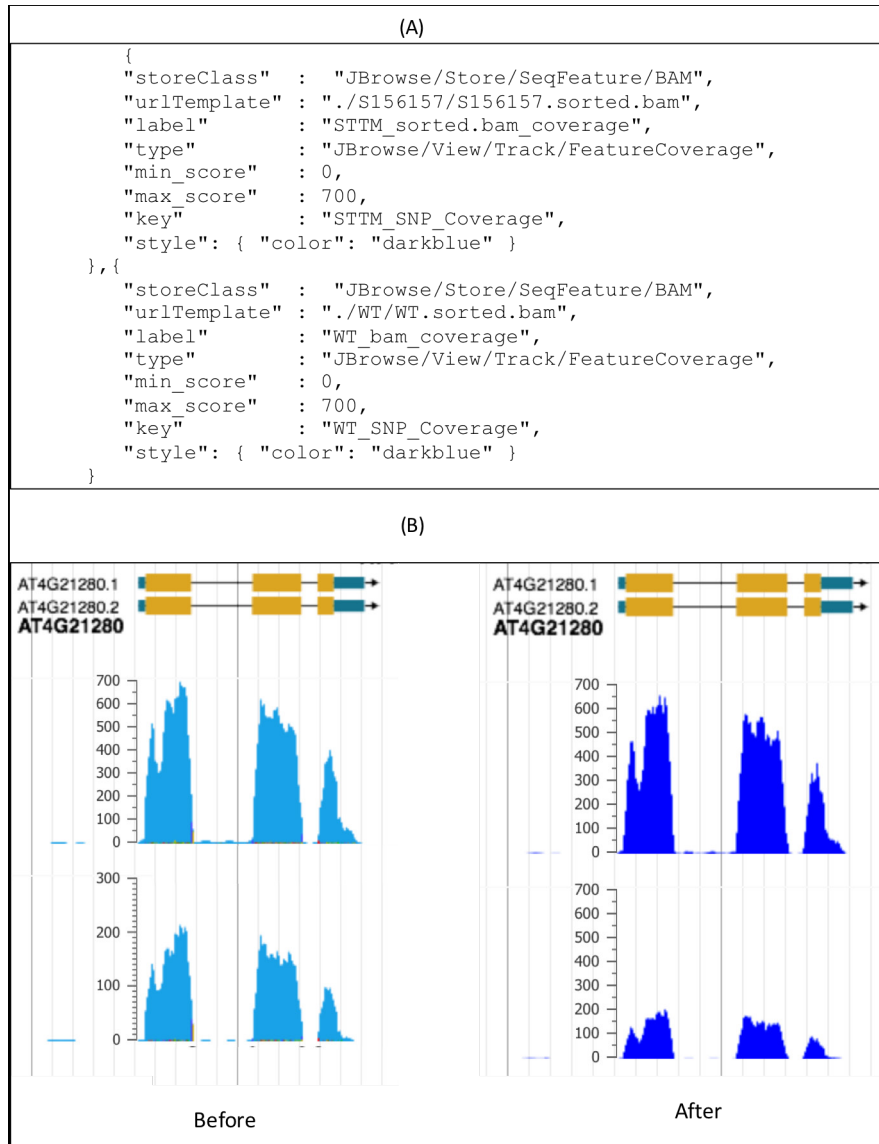 (A)
{
"storeClass" : "JBrowse/Store/SeqFeature/BAM",
"urlTemplate" : "./S156157/S156157.sorted.bam",
"label" : "STTM_sorted.bam_coverage",
"type" : "JBrowse/View/Track/FeatureCoverage",
"min_score" : 0,
"max_score" : 700,
"key" : "STTM_SNP_Coverage",
"style": { "color": "darkblue" }
},{
"storeClass" : "JBrowse/Store/SeqFeature/BAM",
"urlTemplate" : "./WT/WT.sorted.bam",
"label" : "WT_bam_coverage",
"type" : "JBrowse/View/Track/FeatureCoverage",
"min_score" : 0,
"max_score" : 700,
"key" : "WT_SNP_Coverage",
"style": { "color": "darkblue" }
}
(B)
AT4G21280.1
AT4G21280.2
AT4G21280
700
600
500
400
300
200
100
0
300
200
100
0
Before
AT4G21280.1
AT4G21280.2
AT4G21280
700
600
500
400
300
200
100
0
700
600
500
400
300
200
100
0
After